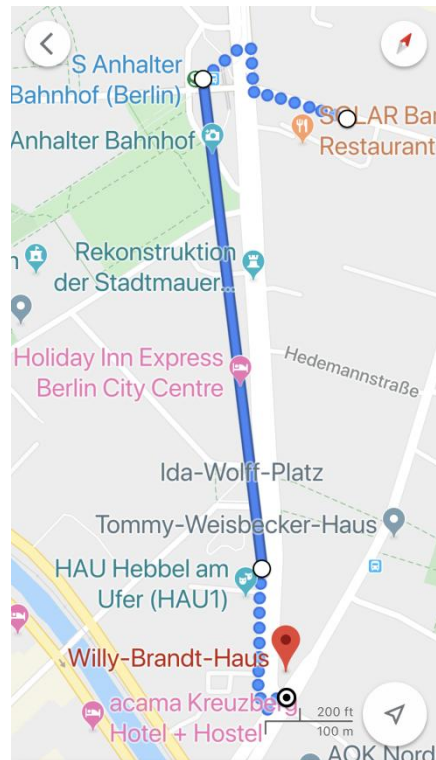 S Anhalter
Bahnhof (Berlin)
SOLAR Bar
Restaurant
Anhalter Bahnhof
Rekonstruktion
der Stadtmauer...
Holiday Inn Express
Berlin City Centre
Hedemannstraße
Ida-Wolff-Platz
Tommy-Weisbecker-Haus
HAU Hebbel am
Ufer (HAU1)
Willy-Brandt-Haus
acama Kreuzberg
Hotel + Hostel
200 ft
100 m
AOK Nord